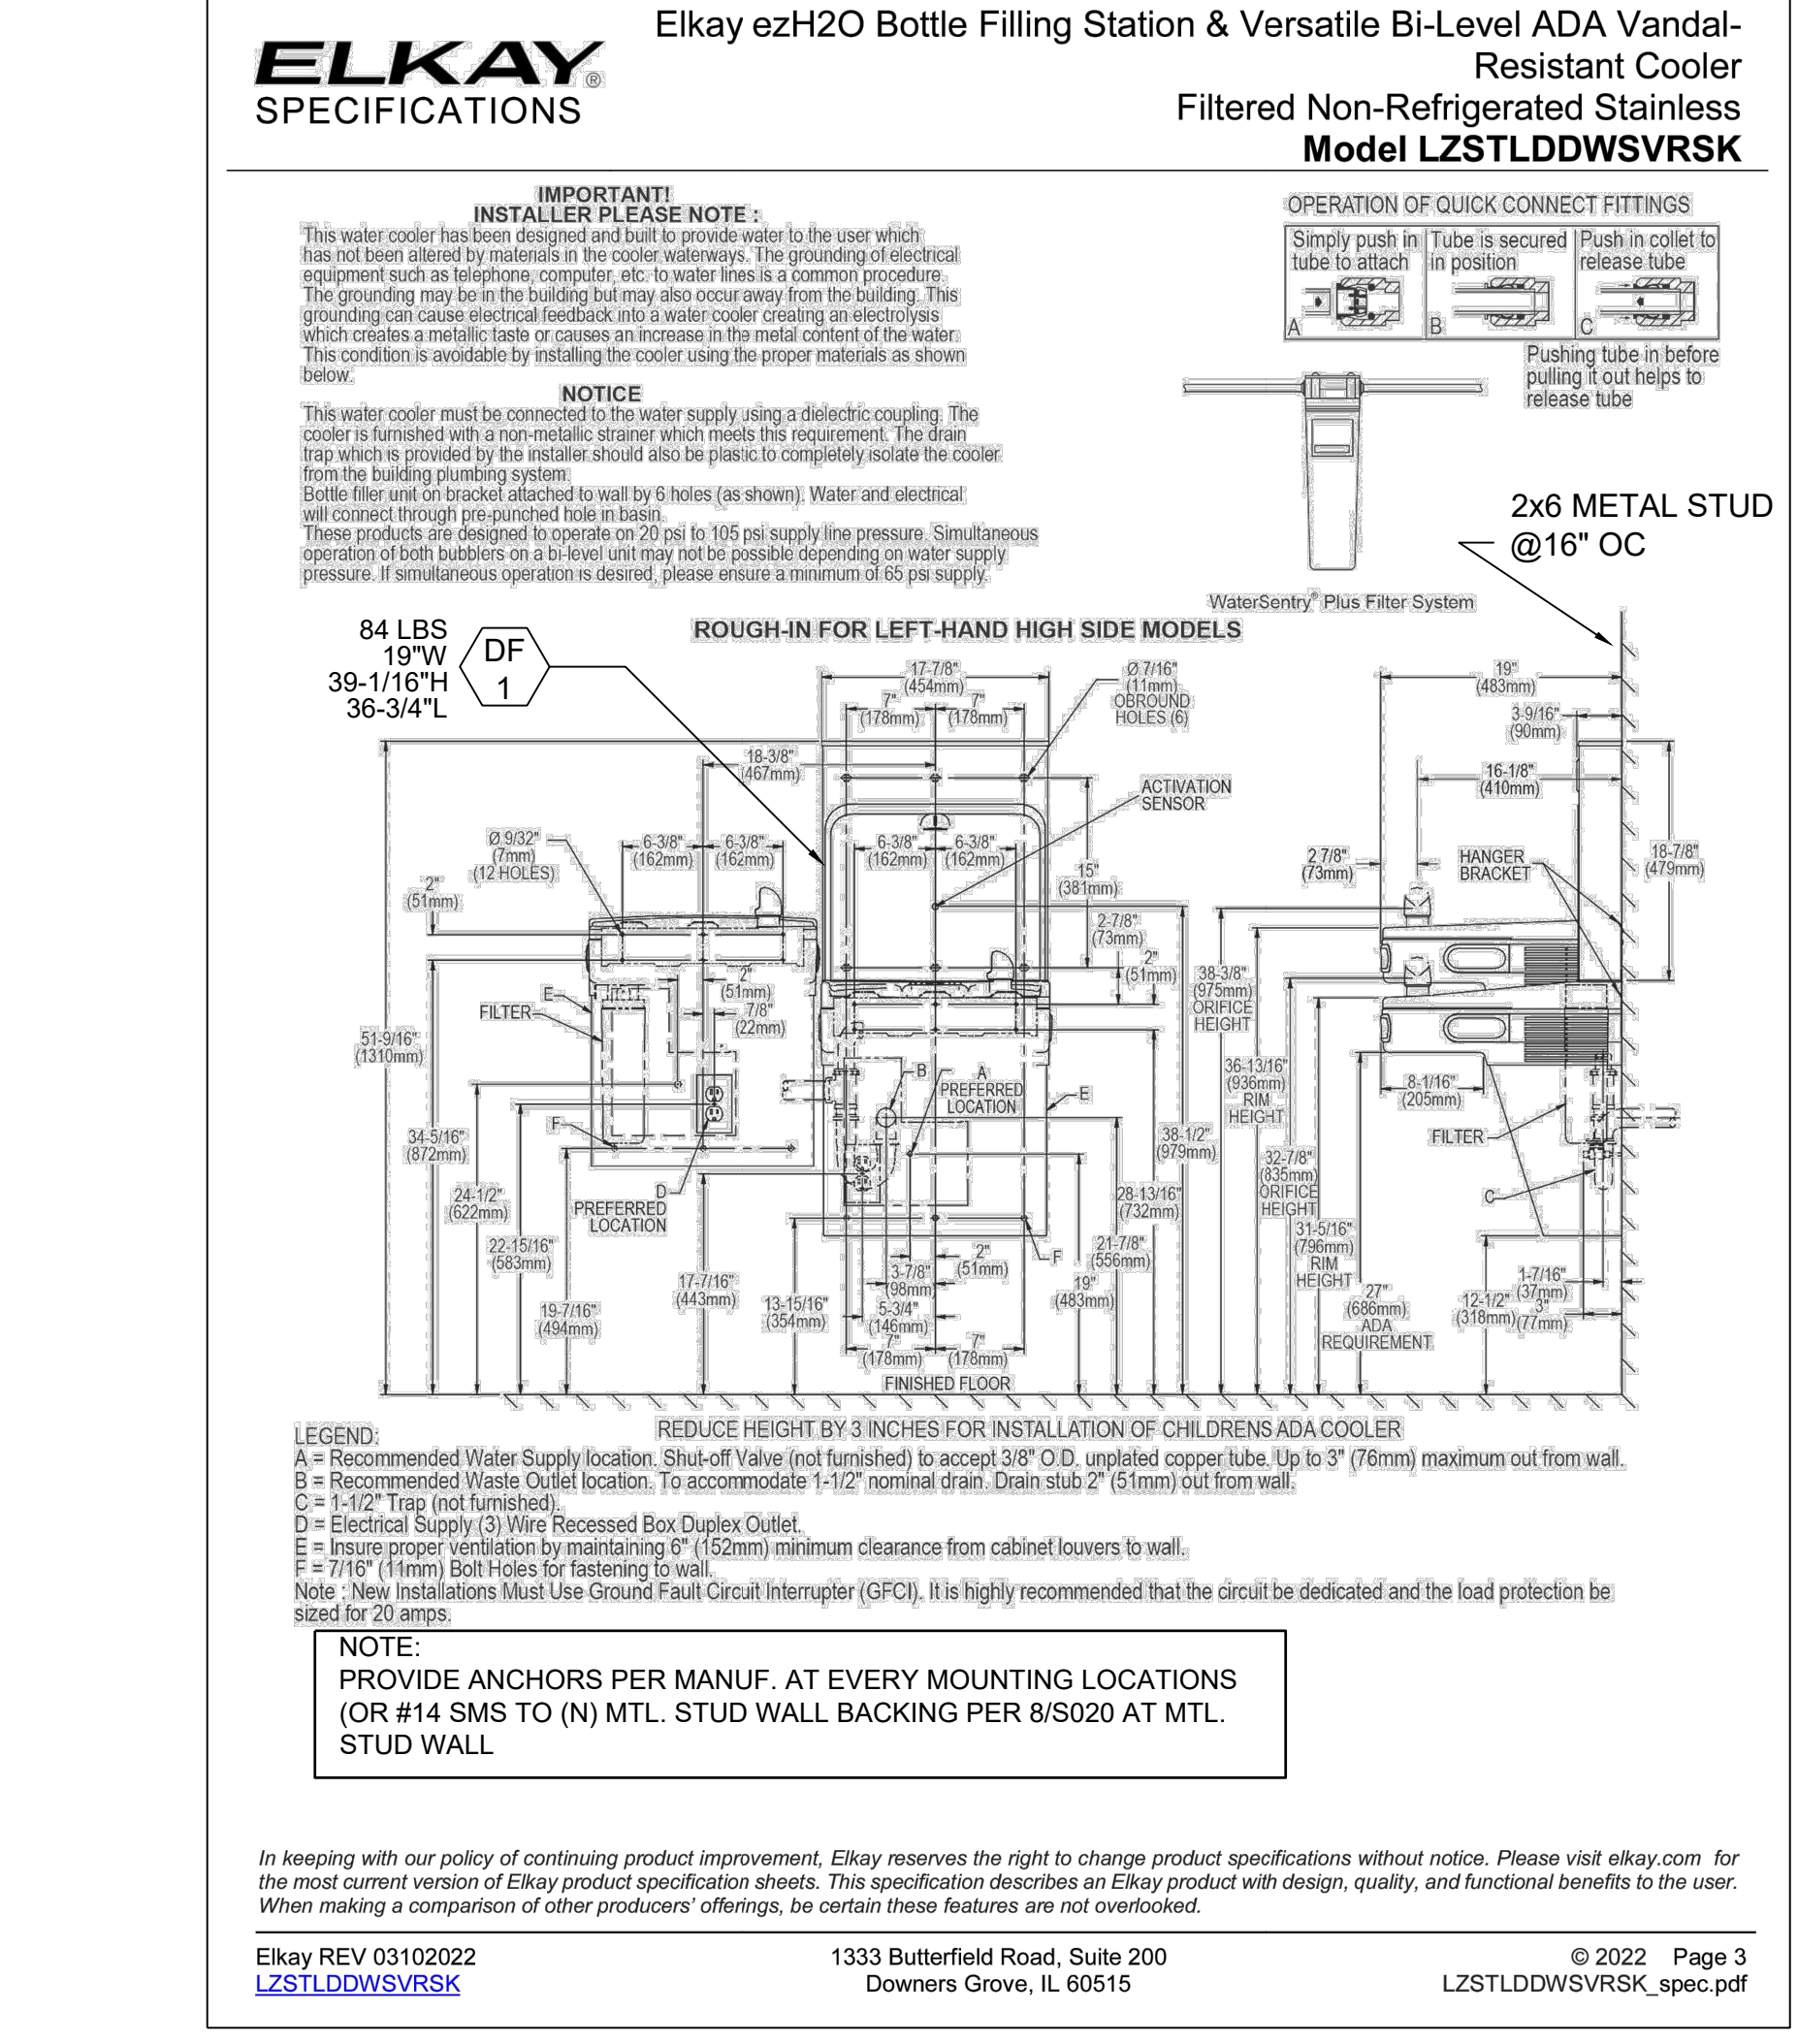 Elkay ezH2O Bottle Filling Station & Versatile Bi-Level ADA Vandal-
Resistant Cooler
Filtered Non-Refrigerated Stainless
Model LZSTLDDWSVRSK
ELKAY®
SPECIFICATIONS
IMPORTANT!
INSTALLER PLEASE NOTE :
This water cooler has been designed and built to provide water to the user which
has not been altered by materials in the cooler waterways. The grounding of electrical
equipment such as telephone, computer, etc. to water lines is a common procedure.
The grounding may be in the building but may also occur away from the building. This
grounding can cause electrical feedback into a water cooler creating an electrolysis
which creates a metallic taste or causes an increase in the metal content of the water.
This condition is avoidable by installing the cooler using the proper materials as shown
below.
NOTICE
This water cooler must be connected to the water supply using a dielectric coupling. The
cooler is furnished with a non-metallic strainer which meets this requirement. The drain
trap which is provided by the installer should also be plastic to completely isolate the cooler
from the building plumbing system.
Bottle filler unit on bracket attached to wall by 6 holes (as shown). Water and electrical
will connect through pre-punched hole in basin.
These products are designed to operate on 20 psi to 105 psi supply line pressure. Simultaneous
operation of both bubblers on a bi-level unit may not be possible depending on water supply
pressure. If simultaneous operation is desired, please ensure a minimum of 65 psi supply.
OPERATION OF QUICK CONNECT FITTINGS
Simply push in
tube to attach
A
Tube is secured
in position
B
Push in collet to
release tube
C
Pushing tube in before
pulling it out helps to
release tube
WaterSentry® Plus Filter System
2x6 METAL STUD
@16" OC
84 LBS
19"W
39-1/16"H
36-3/4"L
DF
1
ROUGH-IN FOR LEFT-HAND HIGH SIDE MODELS
17-7/8"
(454mm)
7"
(178mm)
7"
(178mm)
Ø 7/16"
(11mm)
OBROUND
HOLES (6)
18-3/8"
(467mm)
ACTIVATION
SENSOR
Ø 9/32"
(7mm)
(12 HOLES)
6-3/8"
(162mm)
6-3/8"
(162mm)
6-3/8"
(162mm)
6-3/8"
(162mm)
15"
(381mm)
2"
(51mm)
2-7/8"
(73mm)
2"
(51mm)
2"
(51mm)
7/8"
(22mm)
E
FILTER
51-9/16"
(1310mm)
B
A
PREFERRED
LOCATION
E
F
34-5/16"
(872mm)
38-1/2"
(979mm)
24-1/2"
(622mm)
D
PREFERRED
LOCATION
28-13/16"
(732mm)
22-15/16"
(583mm)
21-7/8"
(556mm)
F
2"
(51mm)
3-7/8"
(98mm)
17-7/16"
(443mm)
19"
(483mm)
19-7/16"
(494mm)
13-15/16"
(354mm)
5-3/4"
(146mm)
7"
(178mm)
7"
(178mm)
FINISHED FLOOR
19"
(483mm)
3-9/16"
(90mm)
16-1/8"
(410mm)
2 7/8"
(73mm)
HANGER
BRACKET
18-7/8"
(479mm)
38-3/8"
(975mm)
ORIFICE
HEIGHT
36-13/16"
(936mm)
RIM
HEIGHT
8-1/16"
(205mm)
FILTER
32-7/8"
(835mm)
ORIFICE
HEIGHT
C
31-5/16"
(796mm)
RIM
HEIGHT
27"
(686mm)
ADA
REQUIREMENT
1-7/16"
(37mm)
12-1/2"
(318mm)
3"
(77mm)
REDUCE HEIGHT BY 3 INCHES FOR INSTALLATION OF CHILDRENS ADA COOLER
LEGEND:
A = Recommended Water Supply location. Shut-off Valve (not furnished) to accept 3/8" O.D. unplated copper tube. Up to 3" (76mm) maximum out from wall.
B = Recommended Waste Outlet location. To accommodate 1-1/2" nominal drain. Drain stub 2" (51mm) out from wall.
C = 1-1/2" Trap (not furnished).
D = Electrical Supply (3) Wire Recessed Box Duplex Outlet.
E = Insure proper ventilation by maintaining 6" (152mm) minimum clearance from cabinet louvers to wall.
F = 7/16" (11mm) Bolt Holes for fastening to wall.
Note : New Installations Must Use Ground Fault Circuit Interrupter (GFCI). It is highly recommended that the circuit be dedicated and the load protection be
sized for 20 amps.
NOTE:
PROVIDE ANCHORS PER MANUF. AT EVERY MOUNTING LOCATIONS
(OR #14 SMS TO (N) MTL. STUD WALL BACKING PER 8/S020 AT MTL.
STUD WALL
In keeping with our policy of continuing product improvement, Elkay reserves the right to change product specifications without notice. Please visit elkay.com for
the most current version of Elkay product specification sheets. This specification describes an Elkay product with design, quality, and functional benefits to the user.
When making a comparison of other producers’ offerings, be certain these features are not overlooked.
Elkay REV 03102022
LZSTLDDWSVRSK
1333 Butterfield Road, Suite 200
Downers Grove, IL 60515
© 2022 Page 3
LZSTLDDWSVRSK_spec.pdf